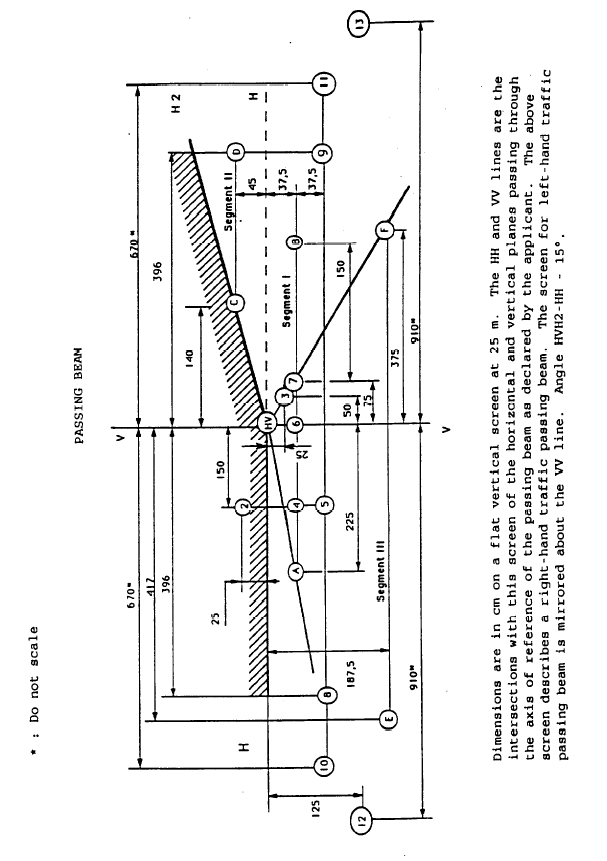 * : Do not scale
PASSING BEAM
V
670* 670*
417
396 396
H 2
140
150
25
Segment II
2 C D
H H
45
HV
25
3
Segment I
37,5
A 4 6 7 B
37,5
10 8 5 9 11
150
50
75
225
187,5
125
Segment III
E F
375
12 13
910* 910*
V
Dimensions are in cm on a flat vertical screen at 25 m. The HH and VV lines are the
intersections with this screen of the horizontal and vertical planes passing through
the axis of reference of the passing beam as declared by the applicant. The above
screen describes a right-hand traffic passing beam. The screen for left-hand traffic
passing beam is mirrored about the VV line. Angle HVH2-HH - 15°.